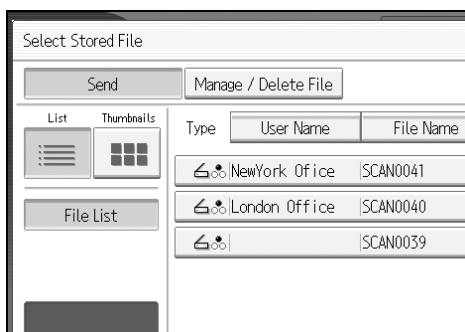 Select Stored File
Send Manage / Delete File
List Thumbnails
Type User Name File Name
NewYork Ofice SCAN0041
File List
London Office SCAN0040
SCAN0039